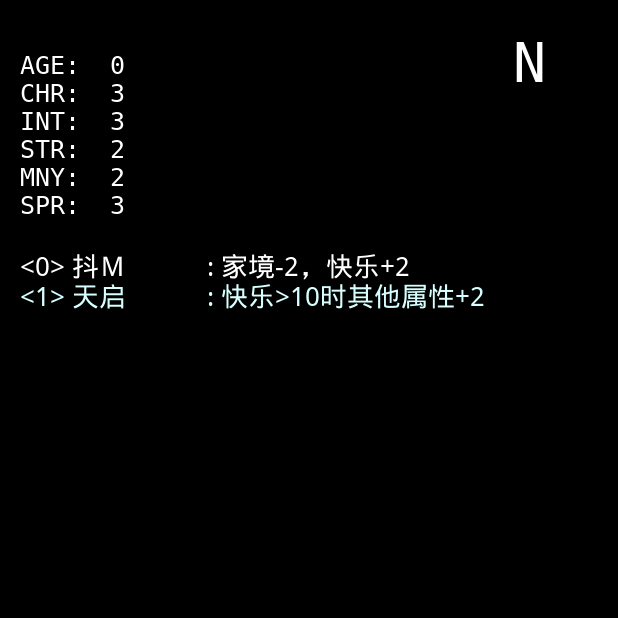 N
AGE: 0
CHR: 3
INT: 3
STR: 2
MNY: 2
SPR: 3
<0> 抖M : 家境-2，快乐+2
<1> 天启 : 快乐>10时其他属性+2